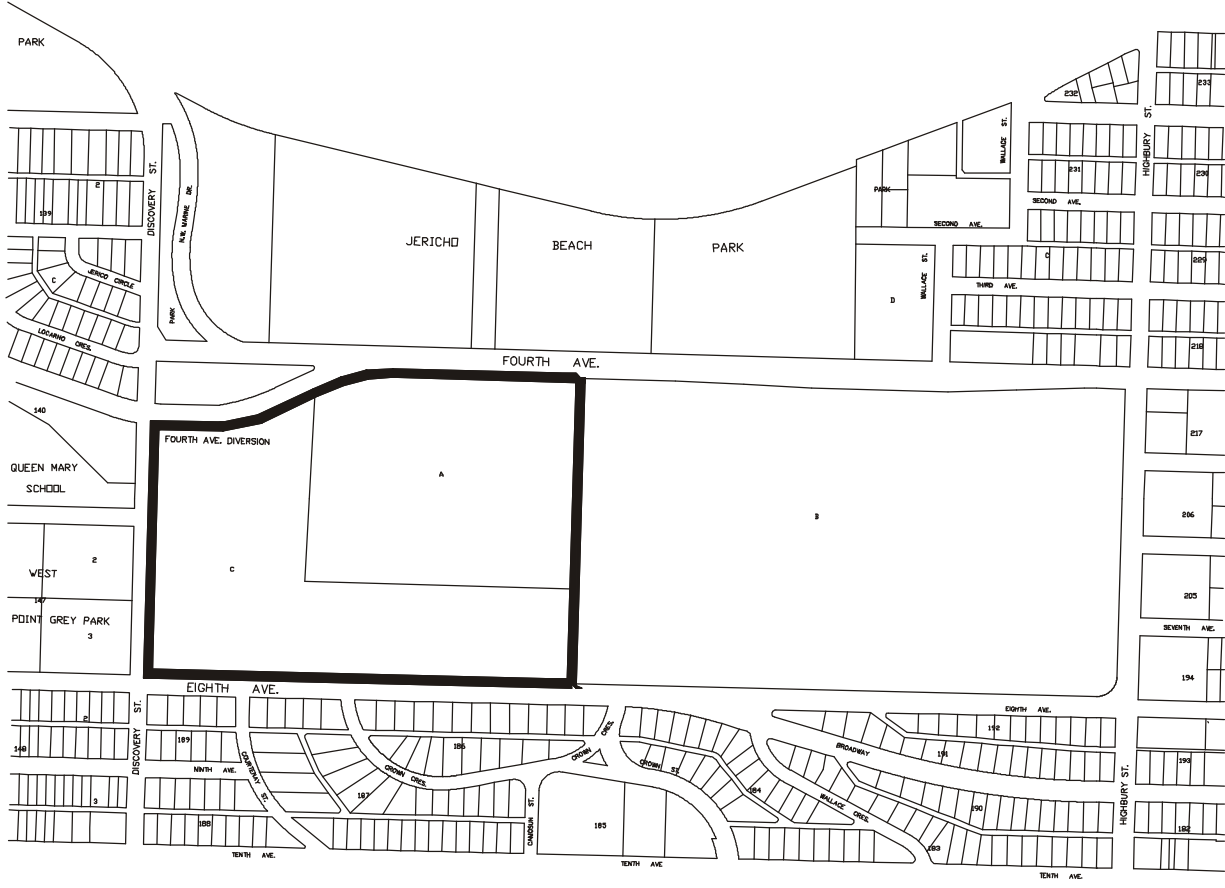 PARK
232
233
HIGHBURY ST.
WALLACE ST.
DISCOVERY ST.
2
139
N.W. MARINE DR.
PARK
231
230
SECOND AVE.
SECOND AVE.
JERICHO
BEACH
PARK
C
229
JERICO CIRCLE
C
WALLACE ST.
THIRD AVE.
D
PARK
LOCARNO CRES.
218
FOURTH AVE.
140
FOURTH AVE. DIVERSION
217
QUEEN MARY
SCHOOL
A
B
206
2
C
WEST
147
205
POINT GREY PARK
3
SEVENTH AVE.
194
EIGHTH AVE.
EIGHTH AVE.
DISCOVERY ST.
2
148
189
186
CROWN
CRES.
192
BROADWAY
191
193
NINTH AVE.
COURTENAY ST.
CROWN CRES.
CROWN ST.
HIGHBURY ST.
187
184
3
WALLACE CRES.
190
188
CAMOSUN ST.
185
182
TENTH AVE.
TENTH AVE
183
TENTH AVE.